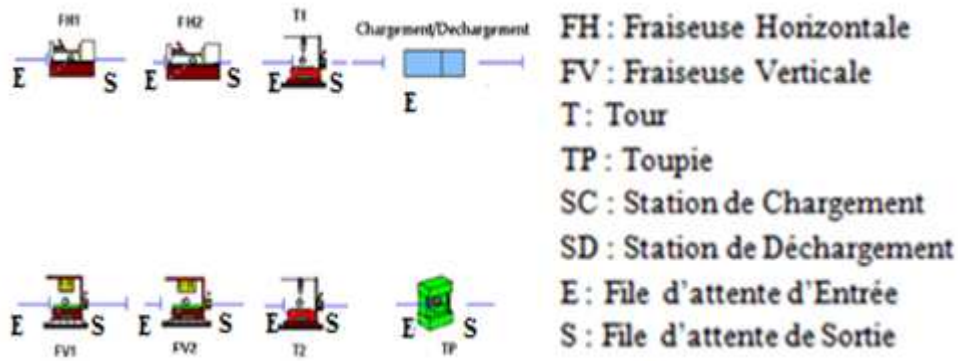 FH1 FH2 T1 Chargement/Dechargement
E S E S E S E
E S E S E S E S
FV1 FV2 T2 TP
FH : Fraiseuse Horizontale
FV : Fraiseuse Verticale
T : Tour
TP : Toupie
SC : Station de Chargement
SD : Station de Déchargement
E : File d'attente d'Entrée
S : File d'attente de Sortie